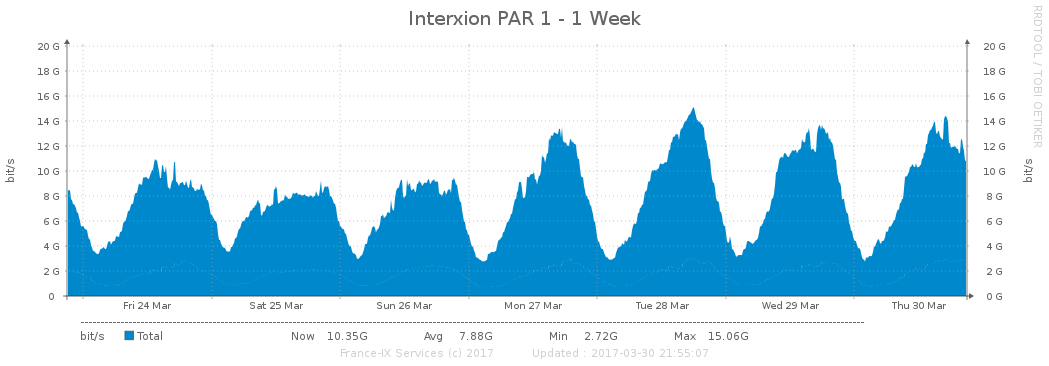 Interxion PAR 1 - 1 Week
RRDTOOL / TOBI OETIKER
bit/s
bit/s
20 G 20 G
18 G 18 G
16 G 16 G
14 G 14 G
12 G 12 G
10 G 10 G
8 G 8 G
6 G 6 G
4 G 4 G
2 G 2 G
0 0 G
Fri 24 Mar Sat 25 Mar Sun 26 Mar Mon 27 Mar Tue 28 Mar Wed 29 Mar Thu 30 Mar
bit/s Total Now 10.35G Avg 7.88G Min 2.72G Max 15.06G
France-IX Services (c) 2017 Updated : 2017-03-30 21:55:07